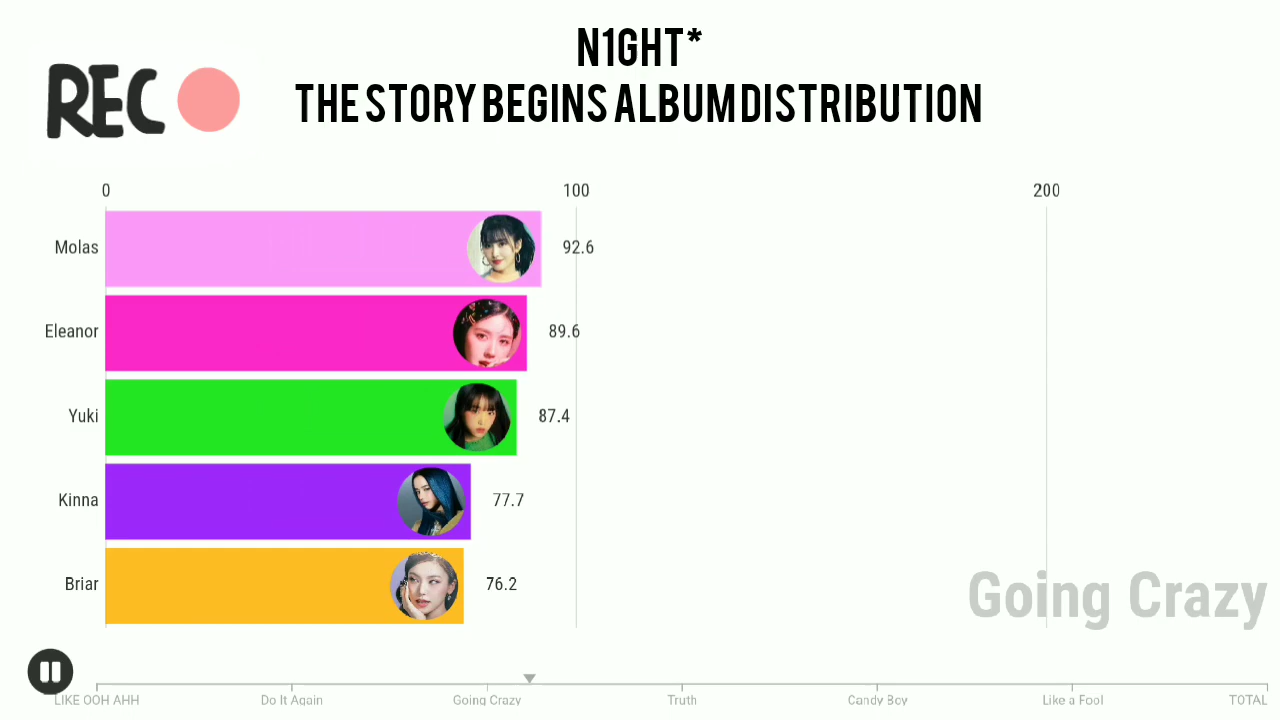 N1GHT*
THE STORY BEGINS ALBUM DISTRIBUTION
REC
0 100 200
Molas 92.6
Eleanor 89.6
Yuki 87.4
Kinna 77.7
Briar 76.2
Going Crazy
LIKE OOH AHH Do It Again Going Crazy Truth Candy Boy Like a Fool TOTAL